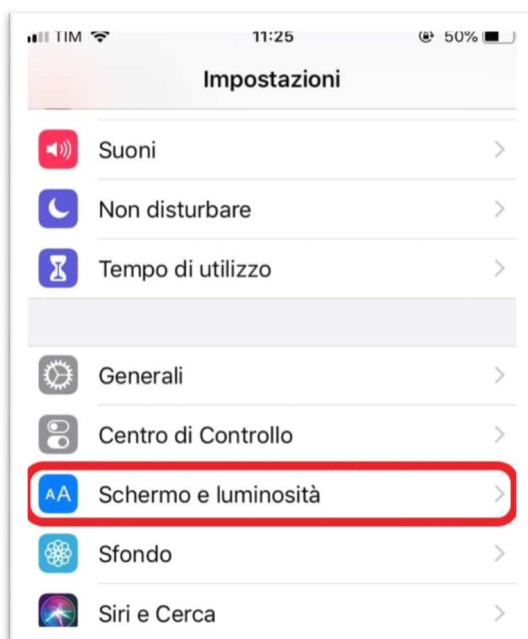 TIM 11:25 50%
Impostazioni
Suoni
Non disturbare
Tempo di utilizzo
Generali
Centro di Controllo
AA Schermo e luminosità
Sfondo
Siri e Cerca